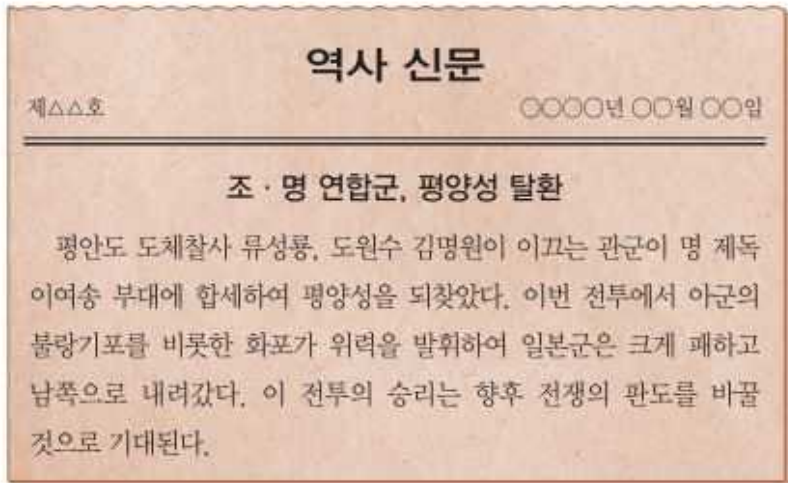 역사 신문
제△△호 ○○○○년 ○○월 ○○일
조·명 연합군, 평양성 탈환
평안도 도체찰사 류성룡, 도원수 김명원이 이끄는 관군이 명 제독
이여송 부대에 합세하여 평양성을 되찾았다. 이번 전투에서 아군의
불랑기포를 비롯한 화포가 위력을 발휘하여 일본군은 크게 패하고
남쪽으로 내려갔다. 이 전투의 승리는 향후 전쟁의 판도를 바꿀
것으로 기대된다.